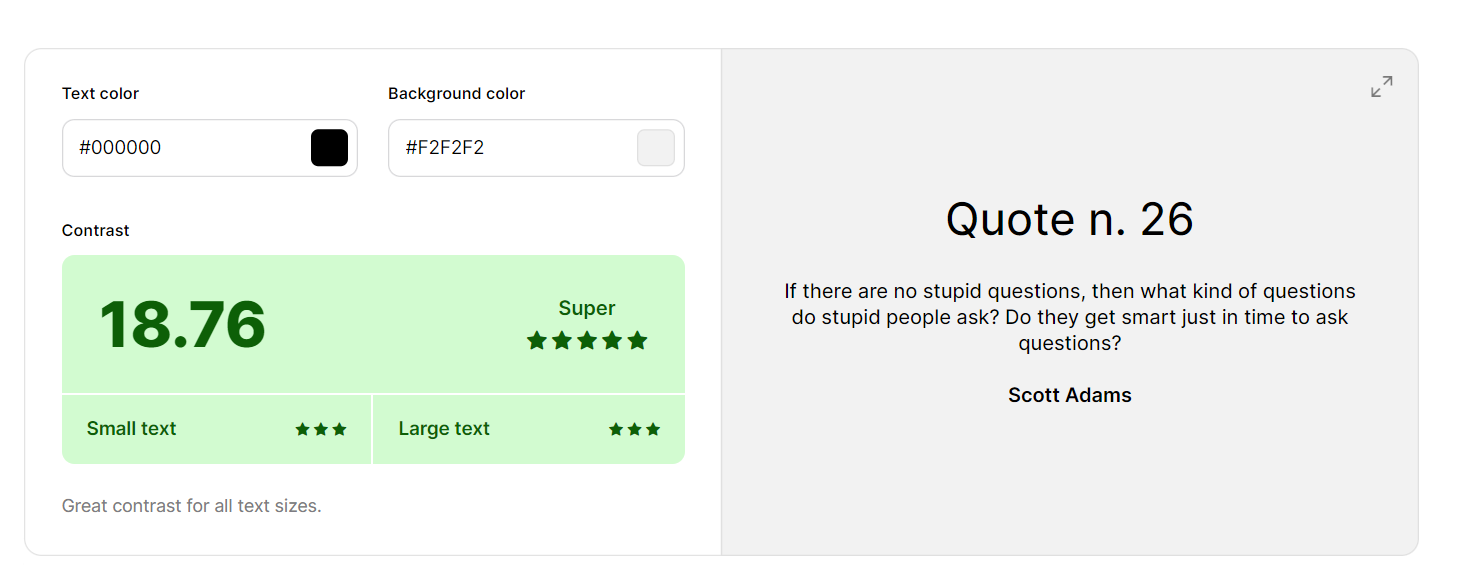 Text color
#000000
Background color
#F2F2F2
Contrast
18.76
Super
Small text
Large text
Great contrast for all text sizes.
Quote n. 26
If there are no stupid questions, then what kind of questions
do stupid people ask? Do they get smart just in time to ask
questions?
Scott Adams